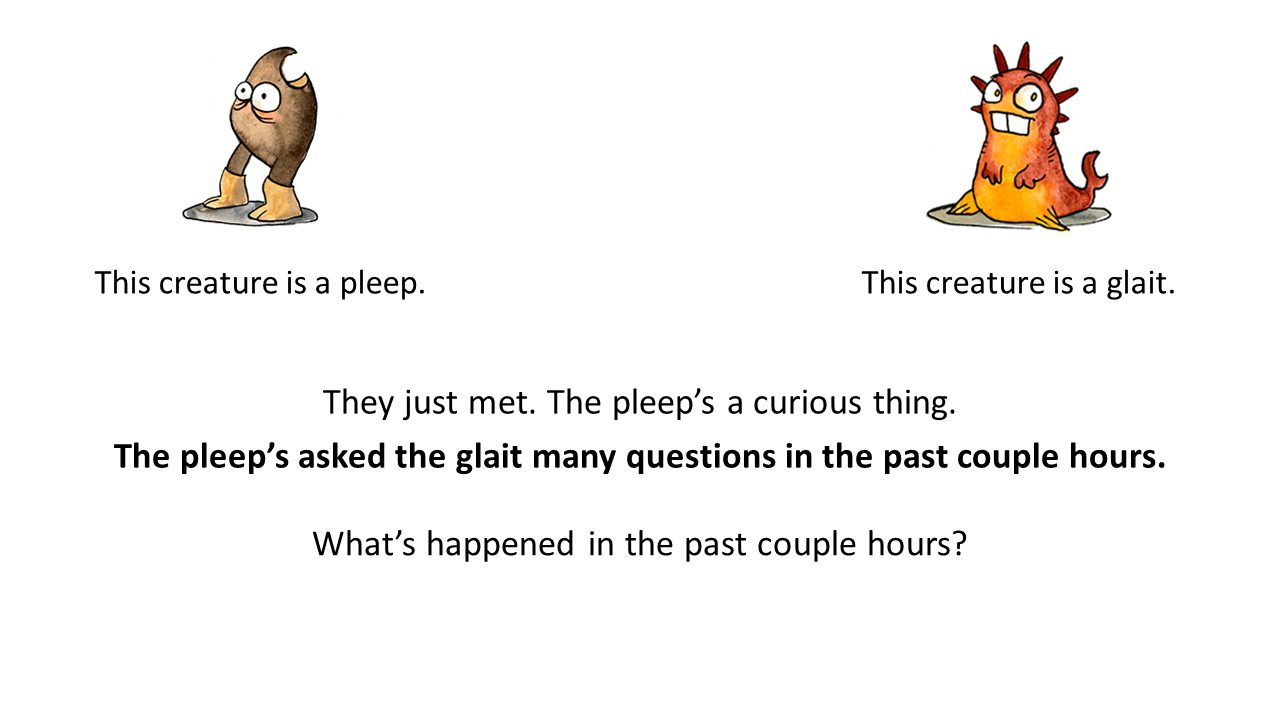 This creature is a pleep.
This creature is a glait.
They just met. The pleep’s a curious thing.
The pleep’s asked the glait many questions in the past couple hours.
What’s happened in the past couple hours?